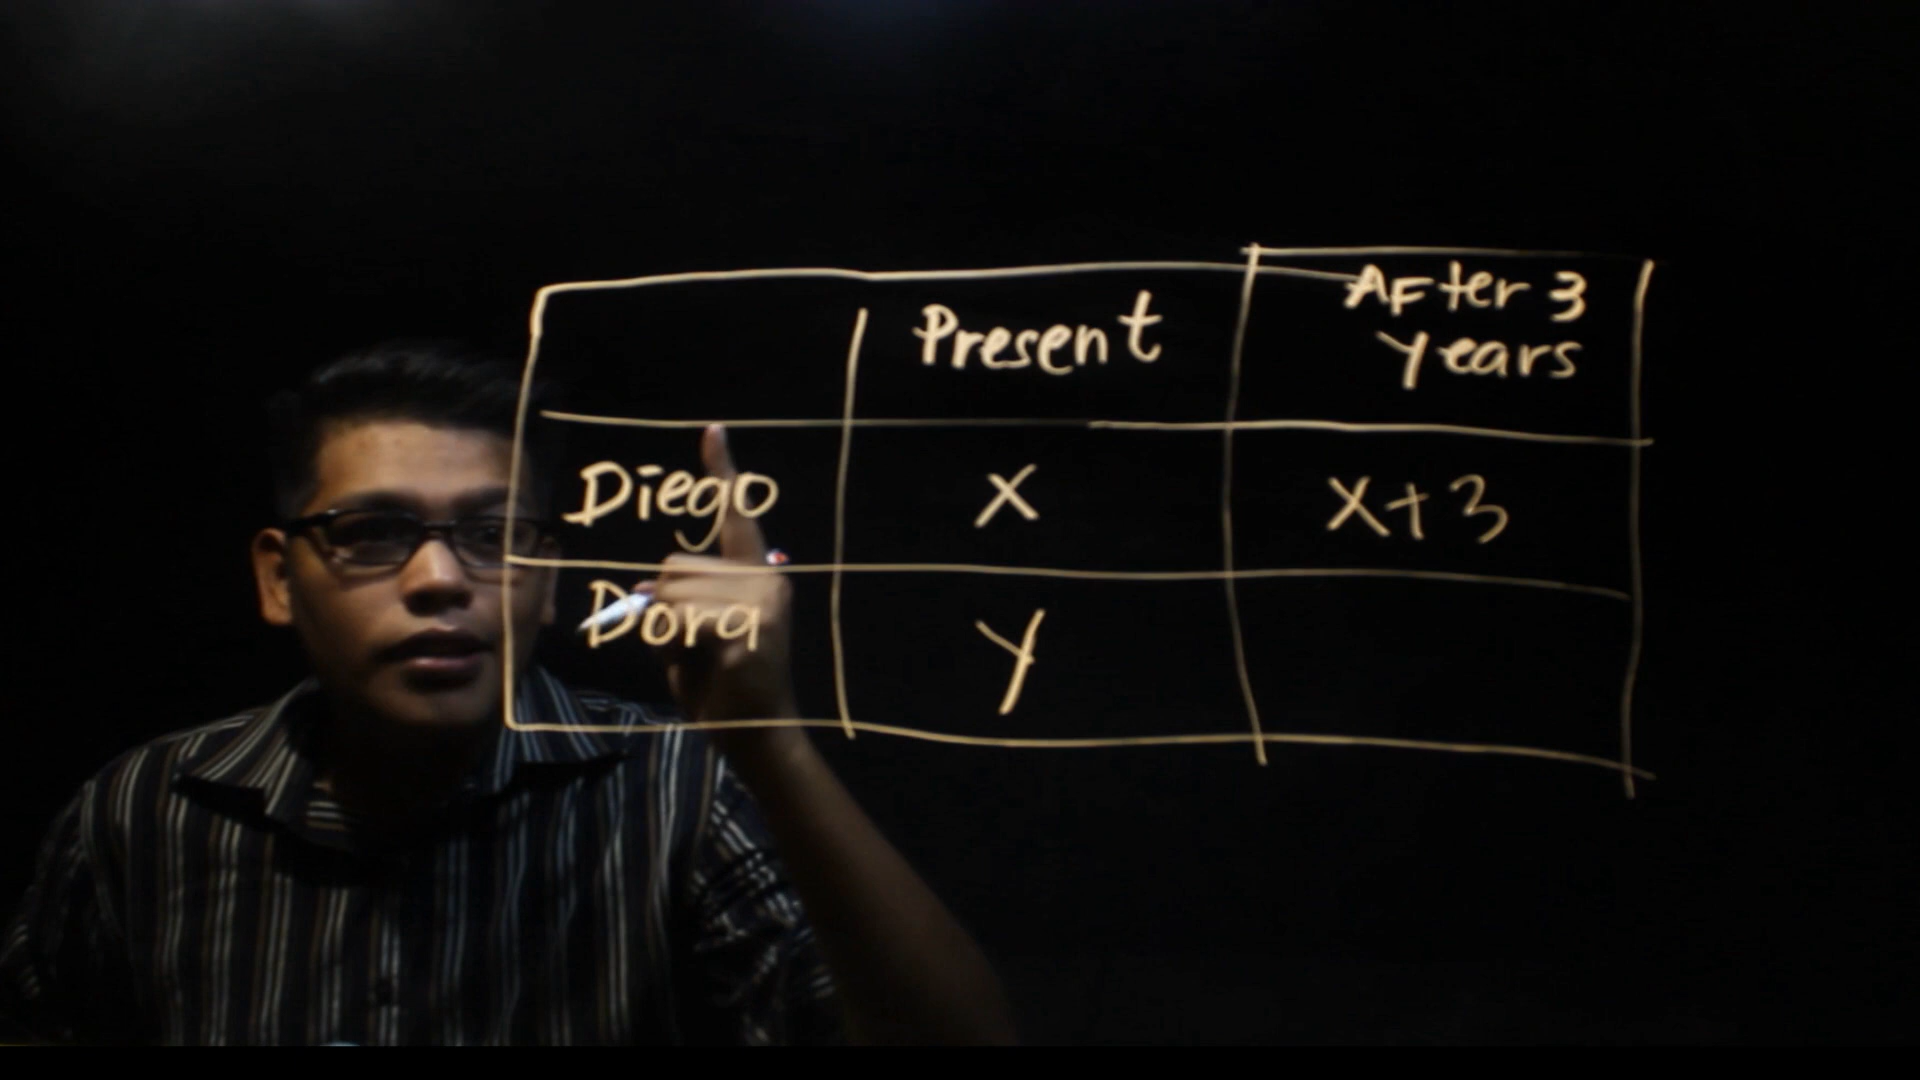 Present
After 3
years
Diego
x
x+3
Dora
y